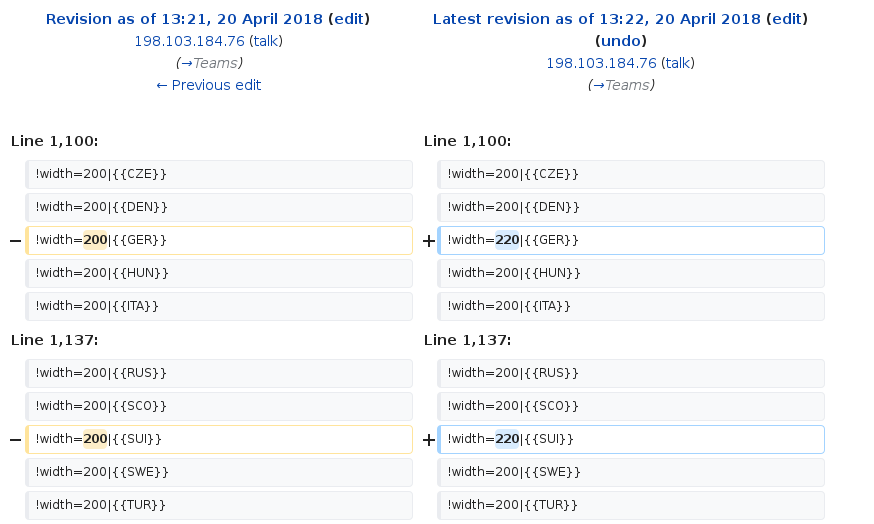 Revision as of 13:21, 20 April 2018 (edit)
198.103.184.76 (talk)
(→Teams)
← Previous edit
Latest revision as of 13:22, 20 April 2018 (edit)
(undo)
198.103.184.76 (talk)
(→Teams)
Line 1,100:
Line 1,100:
!width=200|{{CZE}}
!width=200|{{CZE}}
!width=200|{{DEN}}
!width=200|{{DEN}}
− !width=200|{{GER}}
+ !width=220|{{GER}}
!width=200|{{HUN}}
!width=200|{{HUN}}
!width=200|{{ITA}}
!width=200|{{ITA}}
Line 1,137:
Line 1,137:
!width=200|{{RUS}}
!width=200|{{RUS}}
!width=200|{{SCO}}
!width=200|{{SCO}}
− !width=200|{{SUI}}
+ !width=220|{{SUI}}
!width=200|{{SWE}}
!width=200|{{SWE}}
!width=200|{{TUR}}
!width=200|{{TUR}}